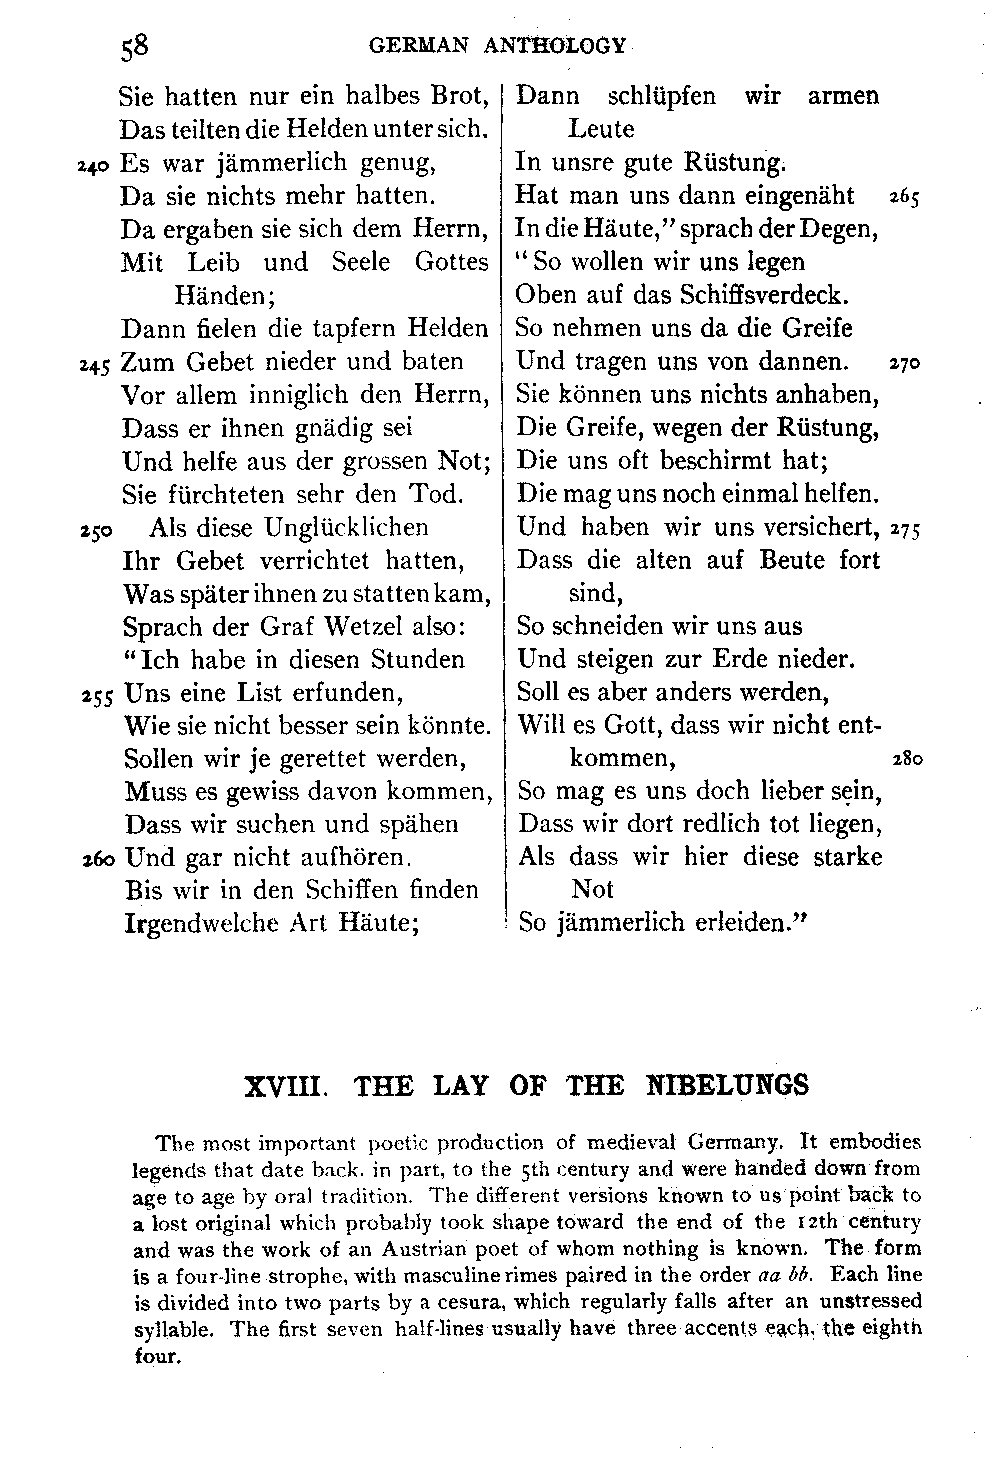 58 GERMAN ANTHOLOGY
Sie hatten nur ein halbes Brot,
Das teilten die Helden unter sich.
240 Es war jämmerlich genug,
Da sie nichts mehr hatten.
Da ergaben sie sich dem Herrn,
Mit Leib und Seele Gottes
Händen;
Dann fielen die tapfern Helden
245 Zum Gebet nieder und baten
Vor allem inniglich den Herrn,
Dass er ihnen gnädig sei
Und helfe aus der grossen Not;
Sie fürchteten sehr den Tod.
250 Als diese Unglücklichen
Ihr Gebet verrichtet hatten,
Was später ihnen zu statten kam,
Sprach der Graf Wetzel also:
“Ich habe in diesen Stunden
255 Uns eine List erfunden,
Wie sie nicht besser sein könnte.
Sollen wir je gerettet werden,
Muss es gewiss davon kommen,
Dass wir suchen und spähen
260 Und gar nicht aufhören.
Bis wir in den Schiffen finden
Irgendwelche Art Häute;
Dann schlüpfen wir armen
Leute
In unsre gute Rüstung.
Hat man uns dann eingenäht 265
In die Häute,” sprach der Degen,
“So wollen wir uns legen
Oben auf das Schiffsverdeck.
So nehmen uns da die Greife
Und tragen uns von dannen. 270
Sie können uns nichts anhaben,
Die Greife, wegen der Rüstung,
Die uns oft beschirmt hat;
Die mag uns noch einmal helfen.
Und haben wir uns versichert, 275
Dass die alten auf Beute fort
sind,
So schneiden wir uns aus
Und steigen zur Erde nieder.
Soll es aber anders werden,
Will es Gott, dass wir nicht ent-
kommen, 280
So mag es uns doch lieber sein,
Dass wir dort redlich tot liegen,
Als dass wir hier diese starke
Not
So jämmerlich erleiden.”
XVIII. THE LAY OF THE NIBELUNGS
The most important poetic production of medieval Germany. It embodies
legends that date back, in part, to the 5th century and were handed down from
age to age by oral tradition. The different versions known to us point back to
a lost original which probably took shape toward the end of the 12th century
and was the work of an Austrian poet of whom nothing is known. The form
is a four-line strophe, with masculine rimes paired in the order aa bb. Each line
is divided into two parts by a cesura, which regularly falls after an unstressed
syllable. The first seven half-lines usually have three accents each, the eighth
four.